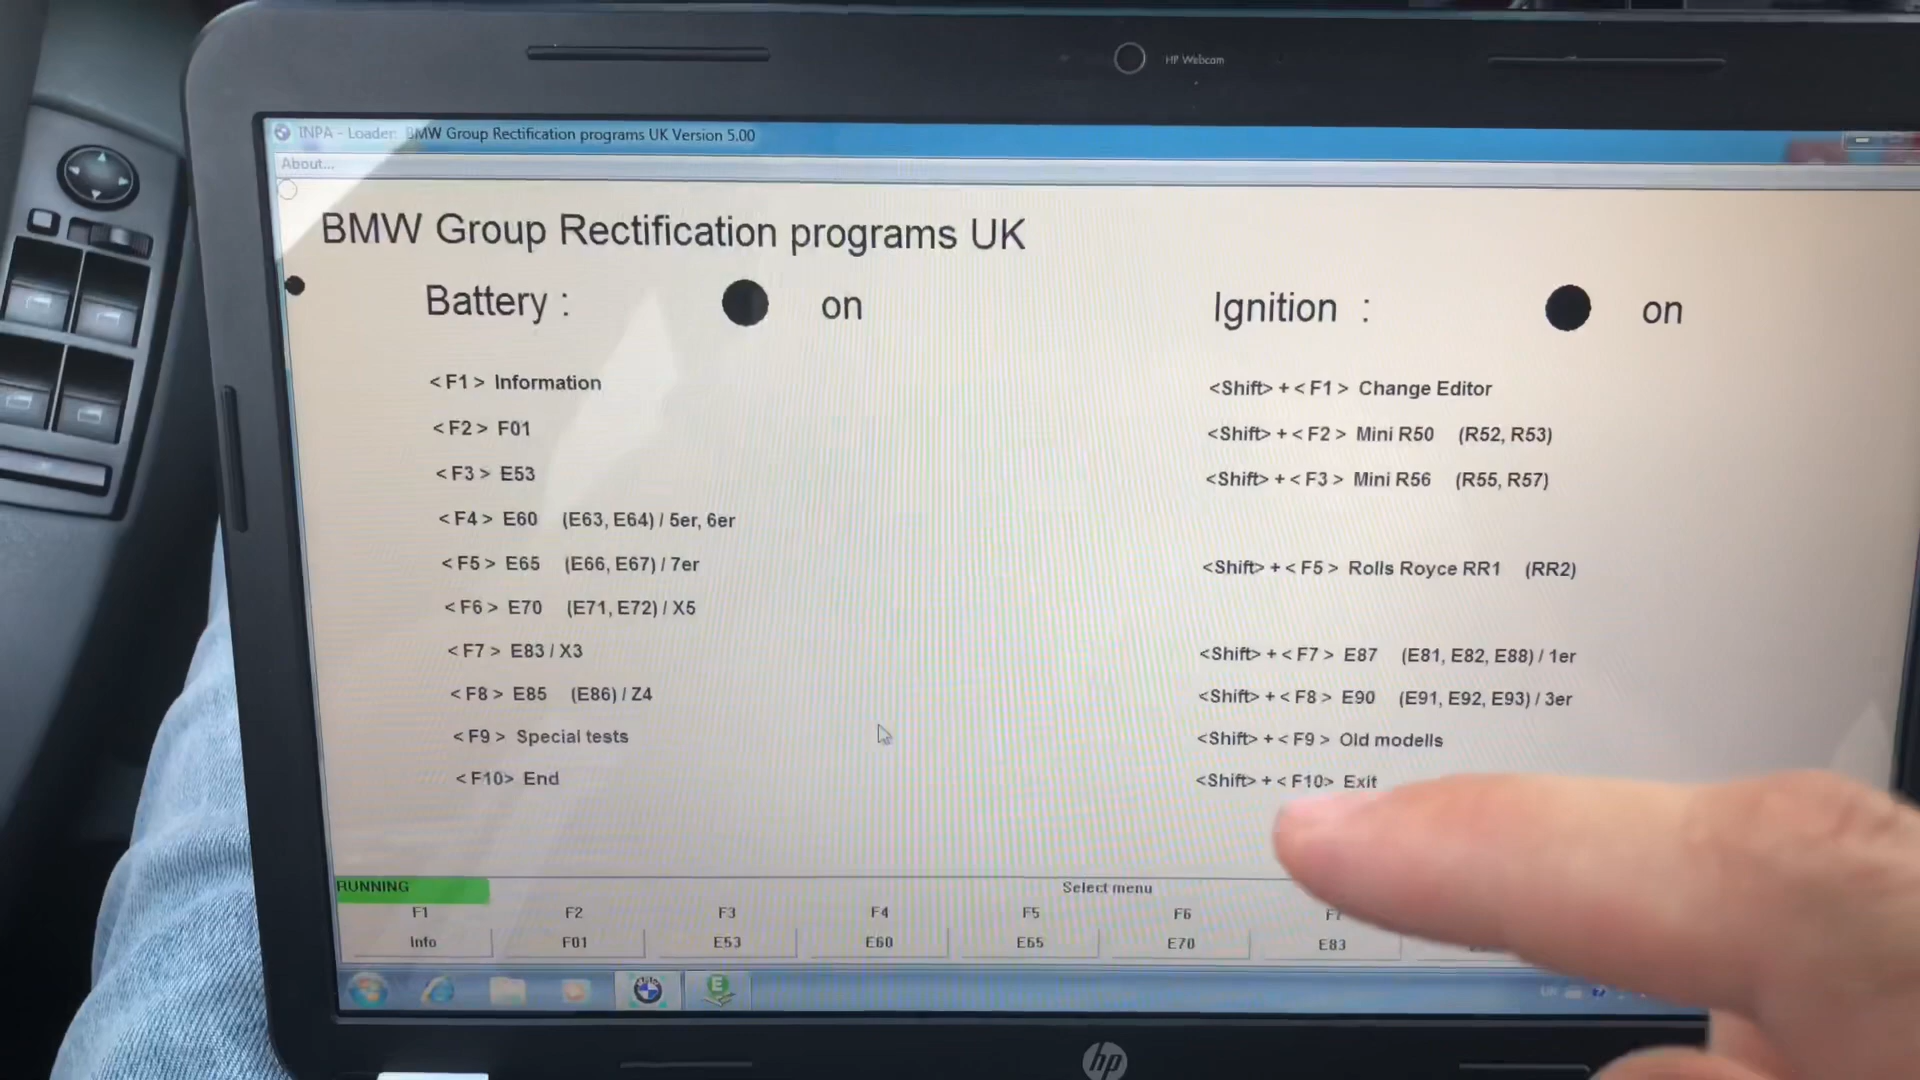 HP Webcam
INPA - Loader: BMW Group Rectification programs UK Version 5.00
About...
BMW Group Rectification programs UK
Battery : on
Ignition : on
< F1 > Information
<Shift> + < F1 > Change Editor
< F2 > F01
<Shift> + < F2 > Mini R50 (R52, R53)
< F3 > E53
<Shift> + < F3 > Mini R56 (R55, R57)
< F4 > E60 (E63, E64) / 5er, 6er
< F5 > E65 (E66, E67) / 7er
<Shift> + < F5 > Rolls Royce RR1 (RR2)
< F6 > E70 (E71, E72) / X5
< F7 > E83 / X3
<Shift> + < F7 > E87 (E81, E82, E88) / 1er
< F8 > E85 (E86) / Z4
<Shift> + < F8 > E90 (E91, E92, E93) / 3er
< F9 > Special tests
<Shift> + < F9 > Old modells
< F10> End
<Shift> + < F10> Exit
RUNNING
Select menu
F1 F2 F3 F4 F5 F6 F7
Info F01 E53 E60 E65 E70 E83
hp